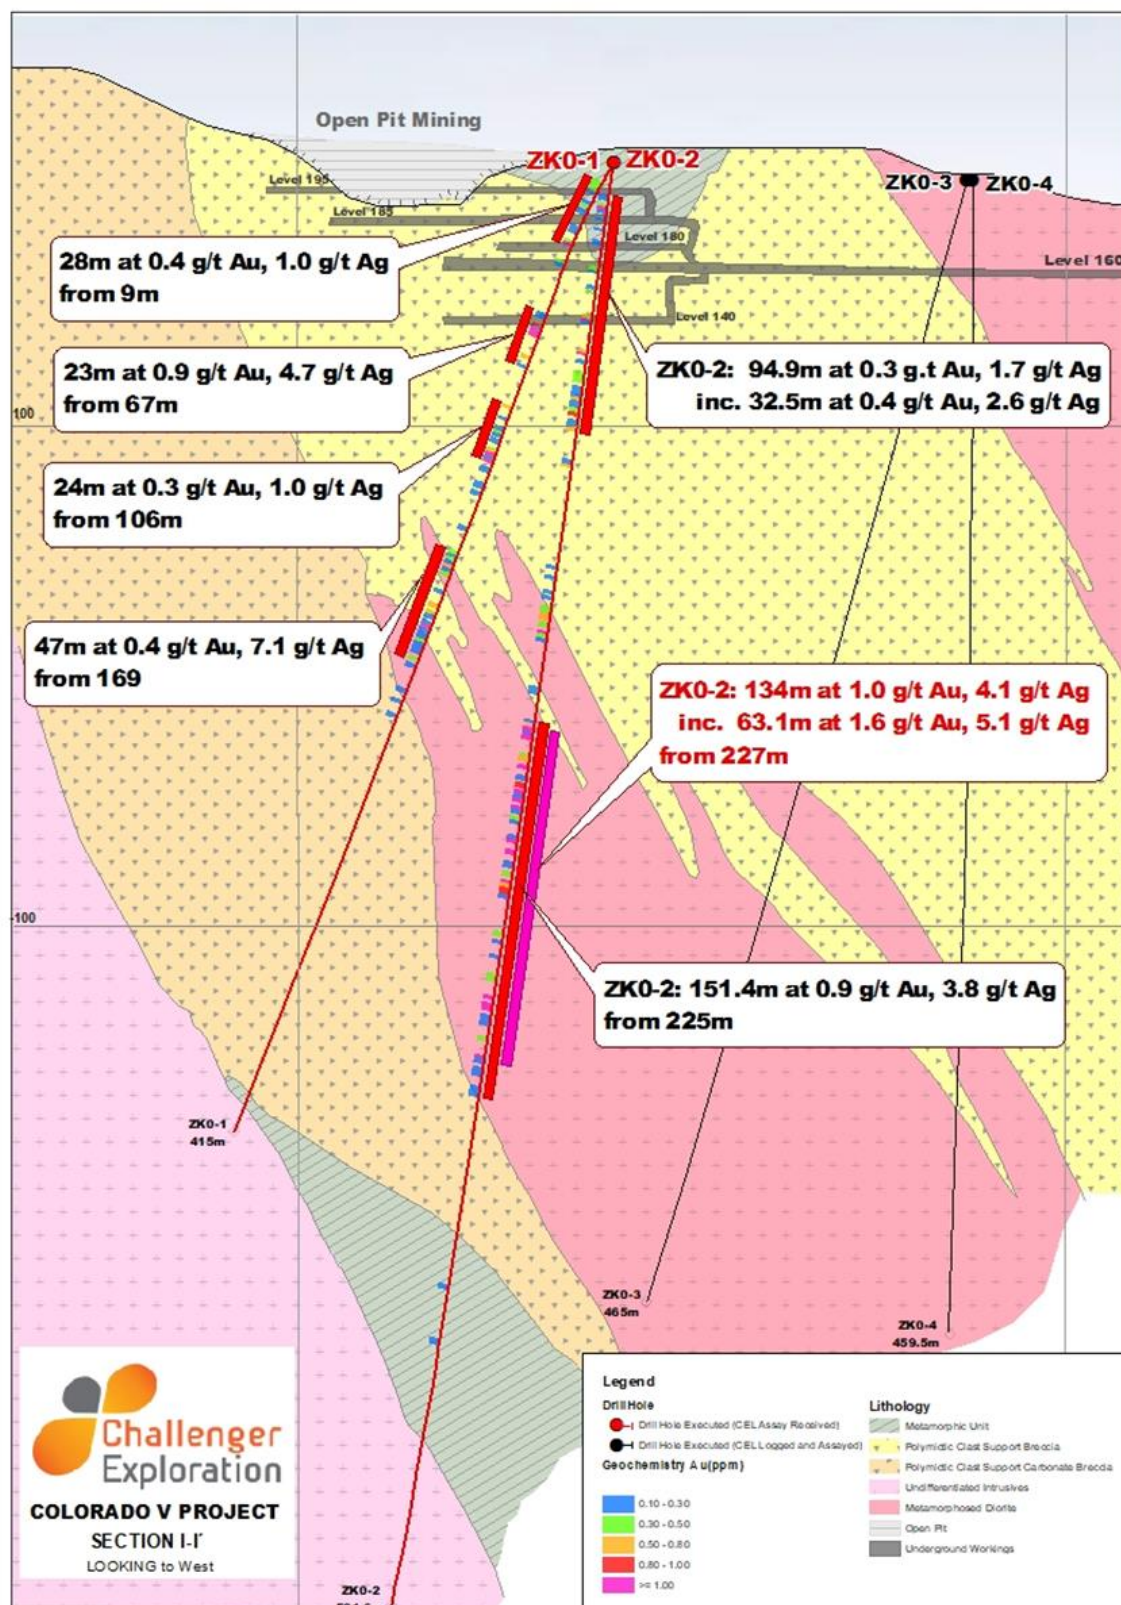 Open Pit Mining
ZK0-1
ZK0-2
ZK0-3
ZK0-4
Level 195
Level 185
Level 180
Level 160
Level 140
28m at 0.4 g/t Au, 1.0 g/t Ag
from 9m
23m at 0.9 g/t Au, 4.7 g/t Ag
from 67m
ZK0-2: 94.9m at 0.3 g.t Au, 1.7 g/t Ag
inc. 32.5m at 0.4 g/t Au, 2.6 g/t Ag
100
24m at 0.3 g/t Au, 1.0 g/t Ag
from 106m
47m at 0.4 g/t Au, 7.1 g/t Ag
from 169
ZK0-2: 134m at 1.0 g/t Au, 4.1 g/t Ag
inc. 63.1m at 1.6 g/t Au, 5.1 g/t Ag
from 227m
-100
ZK0-2: 151.4m at 0.9 g/t Au, 3.8 g/t Ag
from 225m
ZK0-1
415m
ZK0-3
465m
ZK0-4
459.5m
ZK0-2
Challenger
Exploration
COLORADO V PROJECT
SECTION I-I'
LOOKING to West
Legend
Drill Hole
Drill Hole Executed (CEL Assay Received)
Drill Hole Executed (CEL Logged and Assayed)
Geochemistry Au(ppm)
0.10 - 0.30
0.30 - 0.50
0.50 - 0.80
0.80 - 1.00
>= 1.00
Lithology
Metamorphic Unit
Polymidic Clast Support Breccia
Polymidic Clast Support Carbonate Breccia
Undifferentiated Intrusives
Metamorphosed Diorite
Open Pit
Underground Workings